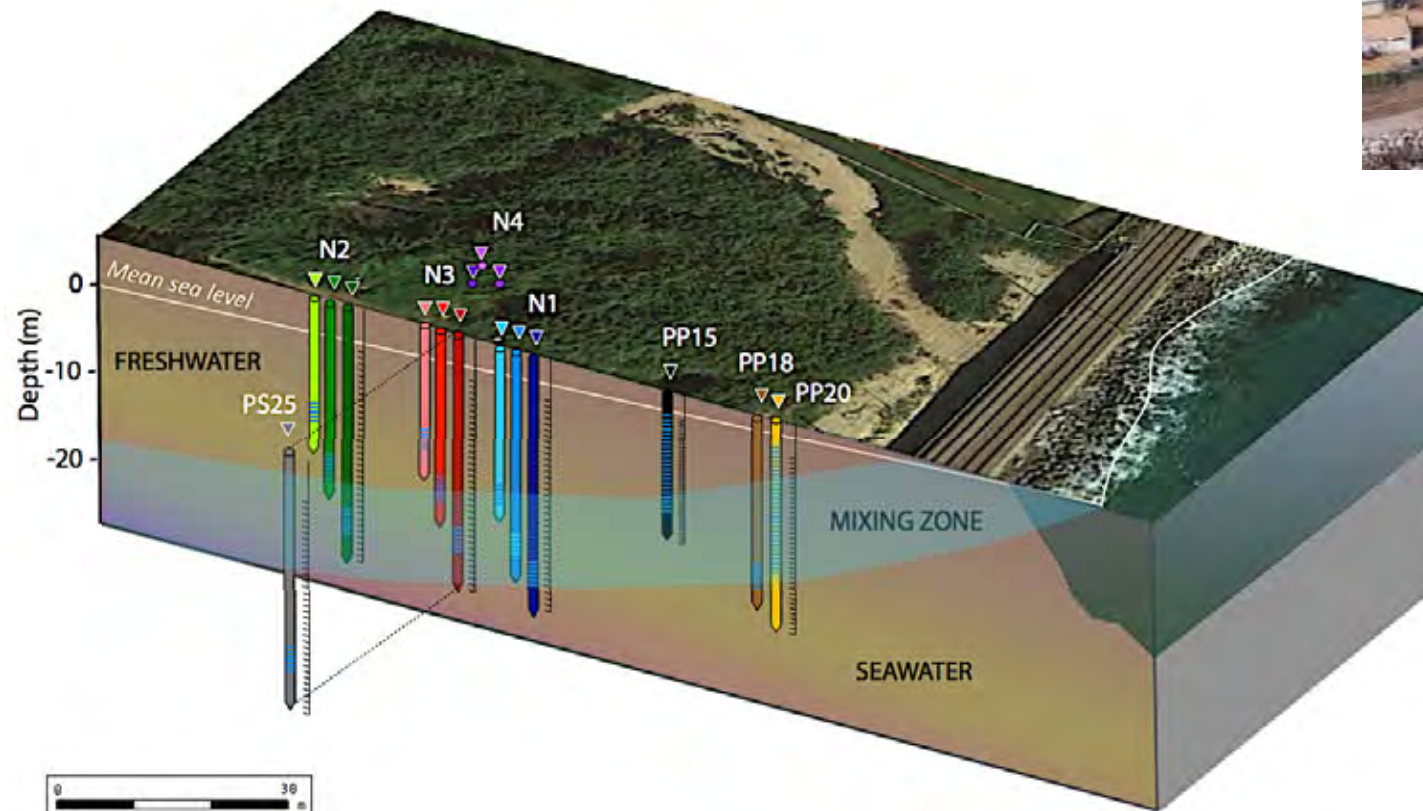 N4
N2
N3
N1
0
Mean sea level
Depth (m)
-10
FRESHWATER
PP15
PP18
PP20
PS25
-20
MIXING ZONE
SEAWATER
0 30
m